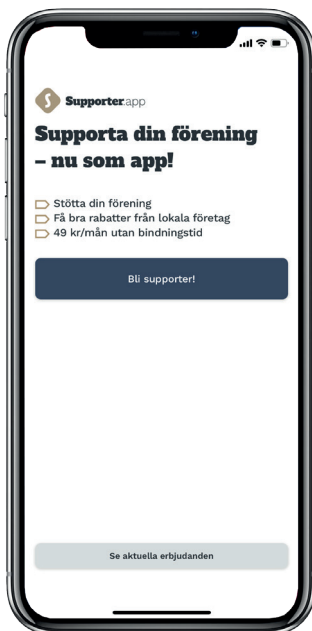 Supporter.app
Supporta din förening
– nu som app!
Stötta din förening
Få bra rabatter från lokala företag
49 kr/mån utan bindningstid
Bli supporter!
Se aktuella erbjudanden